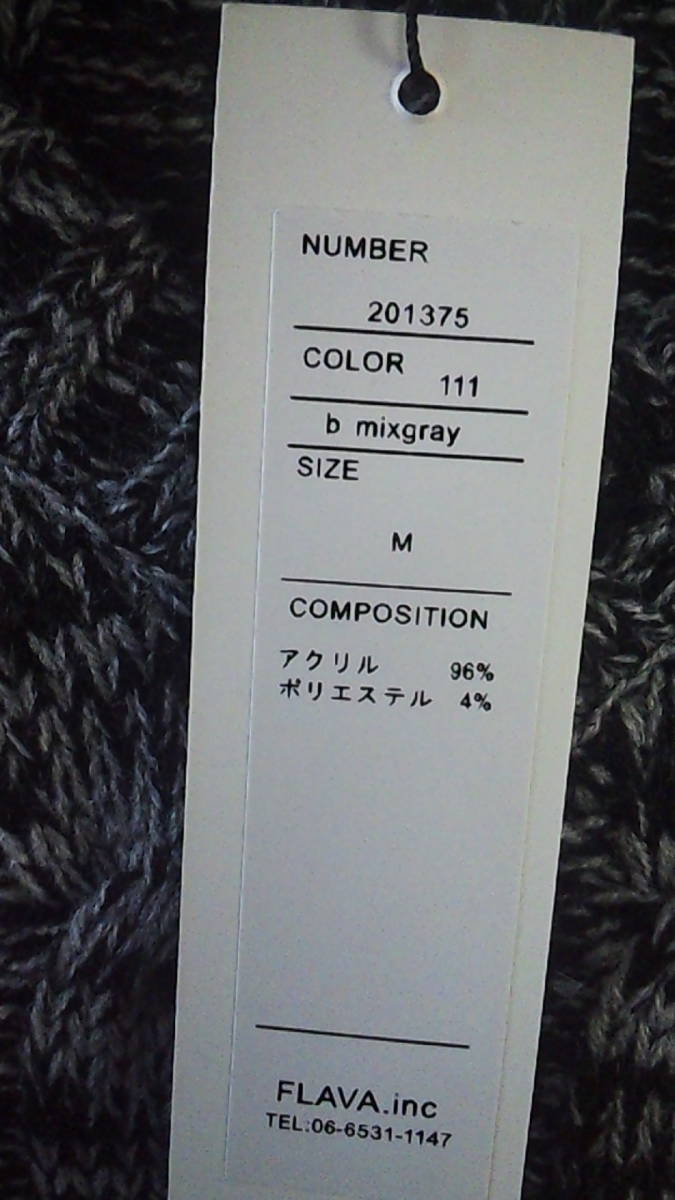 NUMBER
201375
COLOR
111
b mixgray
SIZE
M
COMPOSITION
アクリル 96%
ポリエステル 4%
FLAVA.inc
TEL:06-6531-1147